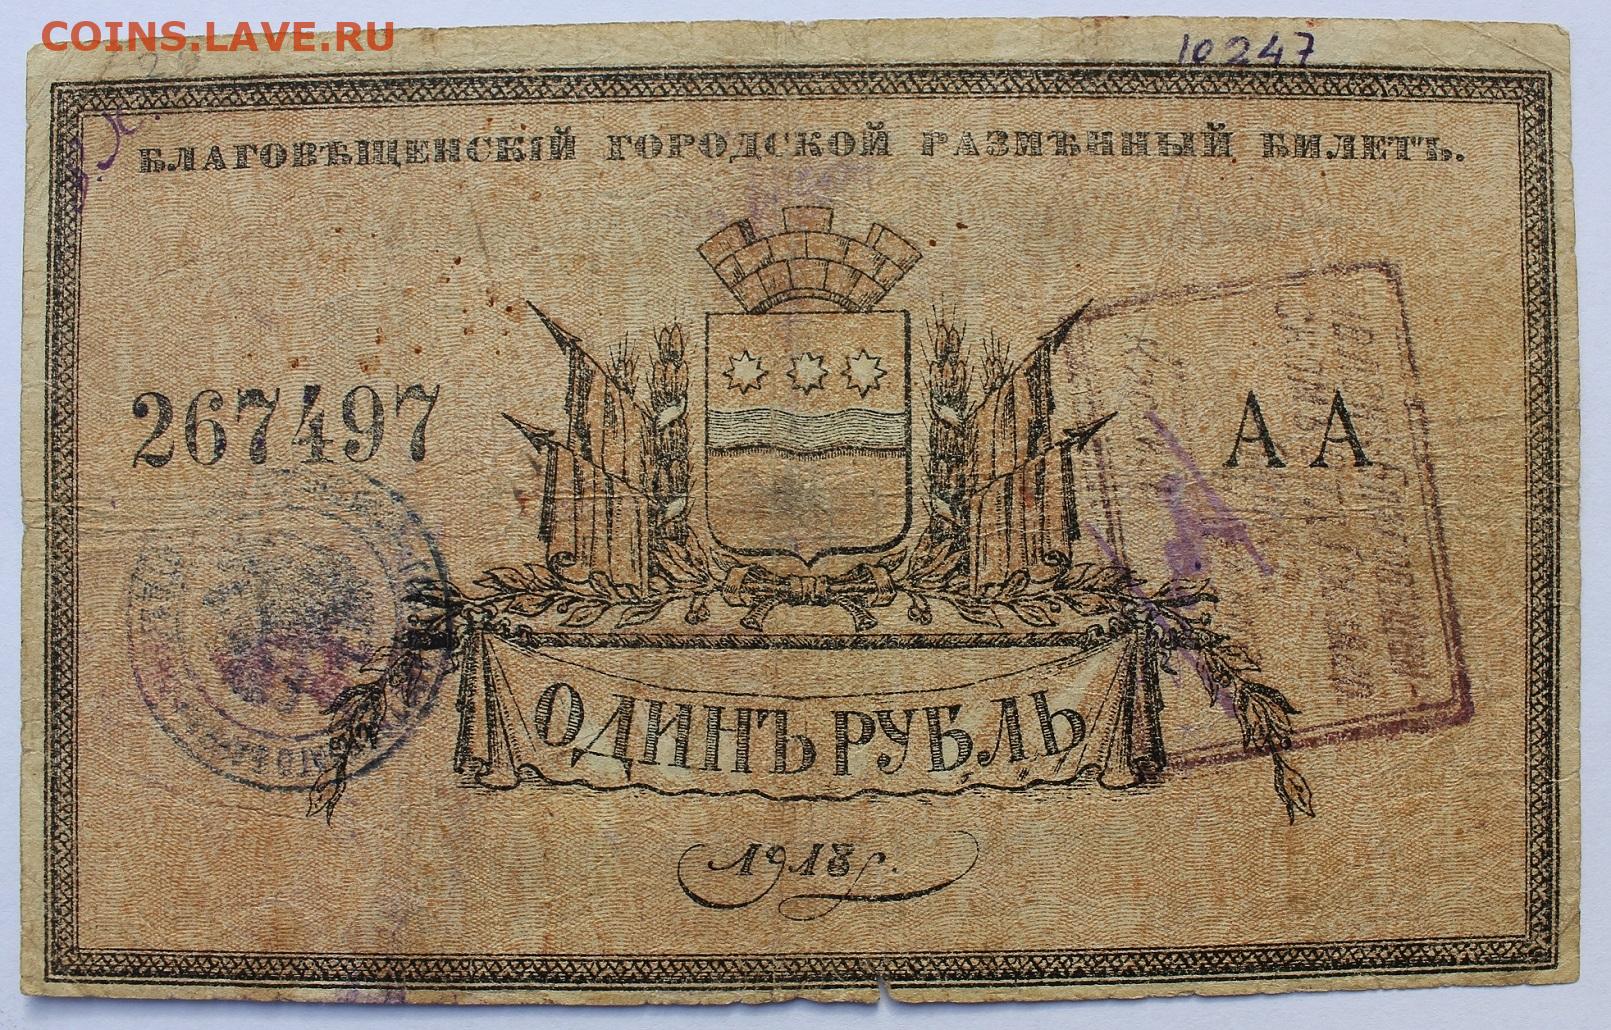 COINS.LAVE.RU
10247
БЛАГОВѢЩЕНСКІЙ ГОРОДСКОЙ РАЗМѢННЫЙ БИЛЕТЪ.
267497 АА
ОДИНЪ РУБЛЬ
1918 г.